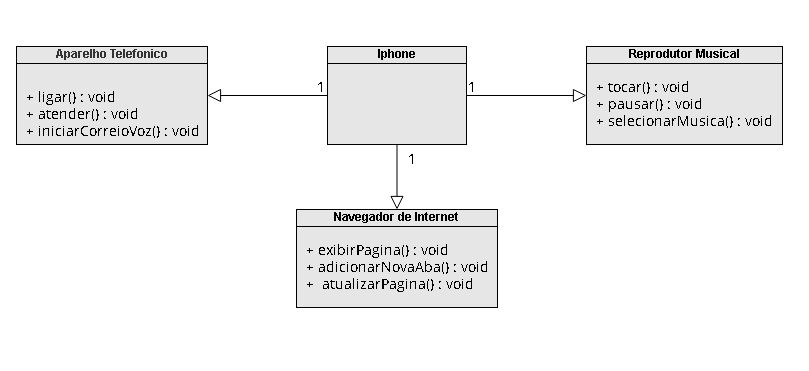 Aparelho Telefonico
+ ligar() : void
+ atender() : void
+ iniciarCorreioVoz() : void
1
Iphone
1
Reprodutor Musical
+ tocar() : void
+ pausar() : void
+ selecionarMusica() : void
1
Navegador de Internet
+ exibirPagina() : void
+ adicionarNovaAba() : void
+ atualizarPagina() : void